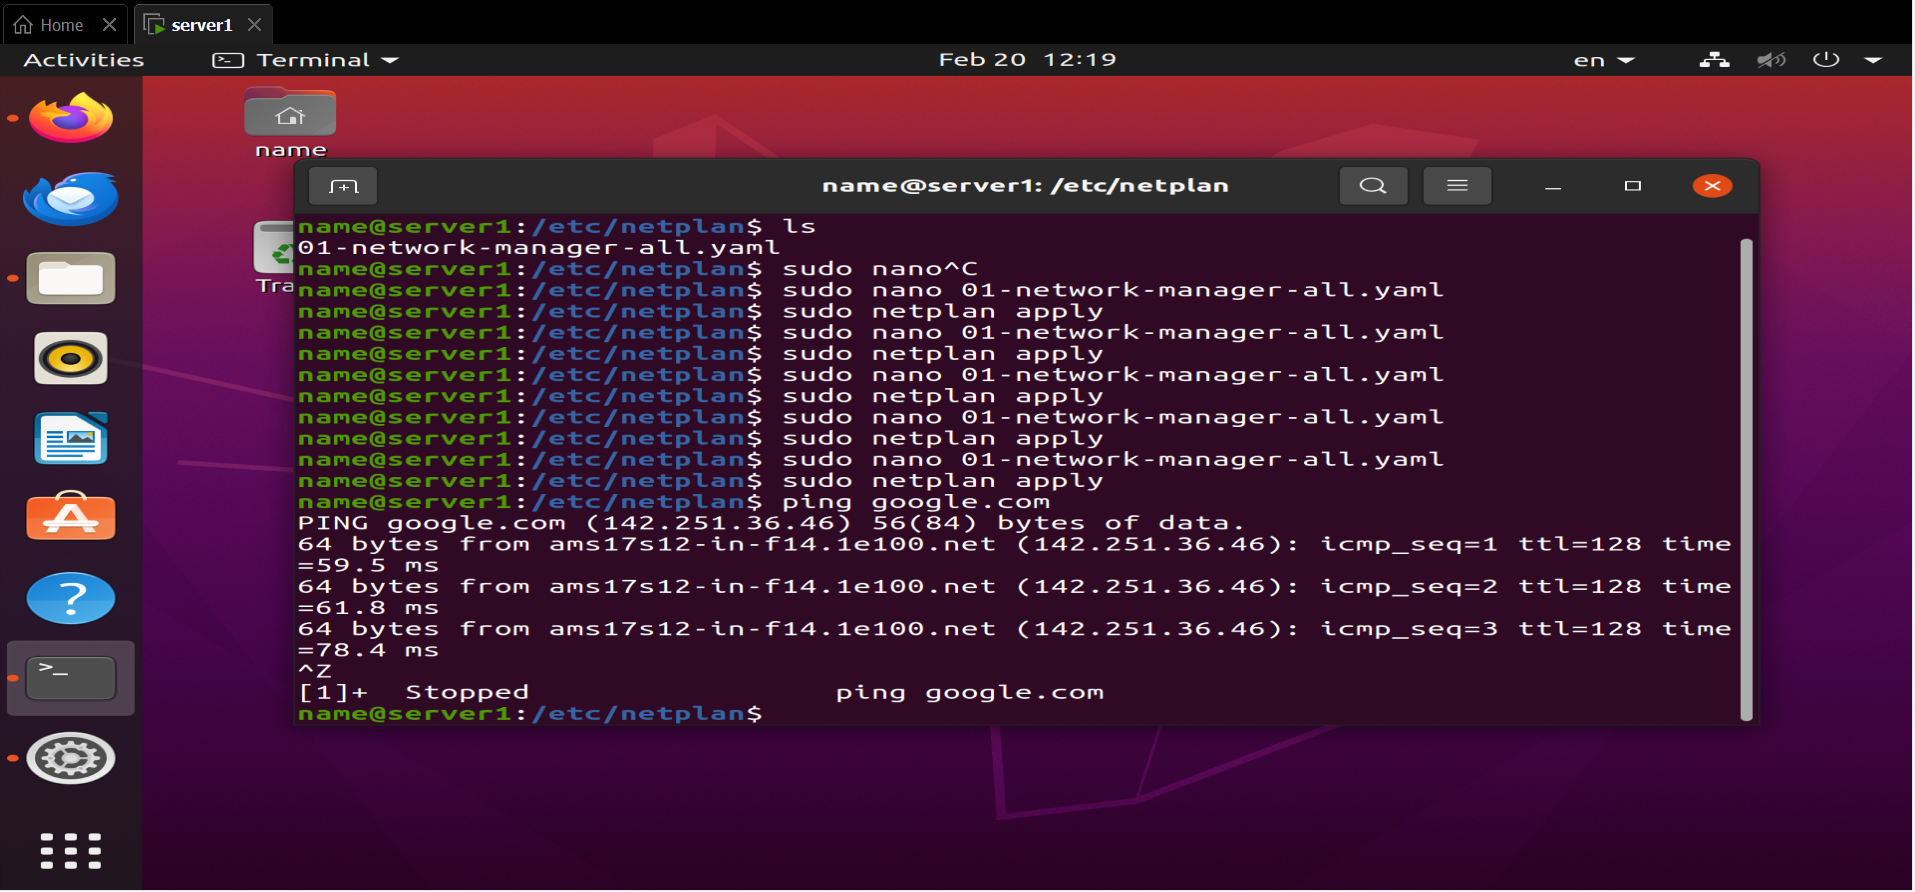 Home
server1
Activities
Terminal
Feb 20 12:19
en
name
Tra
name@server1: /etc/netplan
name@server1:/etc/netplan$ ls
01-network-manager-all.yaml
name@server1:/etc/netplan$ sudo nano^C
name@server1:/etc/netplan$ sudo nano 01-network-manager-all.yaml
name@server1:/etc/netplan$ sudo netplan apply
name@server1:/etc/netplan$ sudo nano 01-network-manager-all.yaml
name@server1:/etc/netplan$ sudo netplan apply
name@server1:/etc/netplan$ sudo nano 01-network-manager-all.yaml
name@server1:/etc/netplan$ sudo netplan apply
name@server1:/etc/netplan$ sudo nano 01-network-manager-all.yaml
name@server1:/etc/netplan$ sudo netplan apply
name@server1:/etc/netplan$ sudo nano 01-network-manager-all.yaml
name@server1:/etc/netplan$ sudo netplan apply
name@server1:/etc/netplan$ ping google.com
PING google.com (142.251.36.46) 56(84) bytes of data.
64 bytes from ams17s12-in-f14.1e100.net (142.251.36.46): icmp_seq=1 ttl=128 time
=59.5 ms
64 bytes from ams17s12-in-f14.1e100.net (142.251.36.46): icmp_seq=2 ttl=128 time
=61.8 ms
64 bytes from ams17s12-in-f14.1e100.net (142.251.36.46): icmp_seq=3 ttl=128 time
=78.4 ms
^Z
[1]+  Stopped                 ping google.com
name@server1:/etc/netplan$